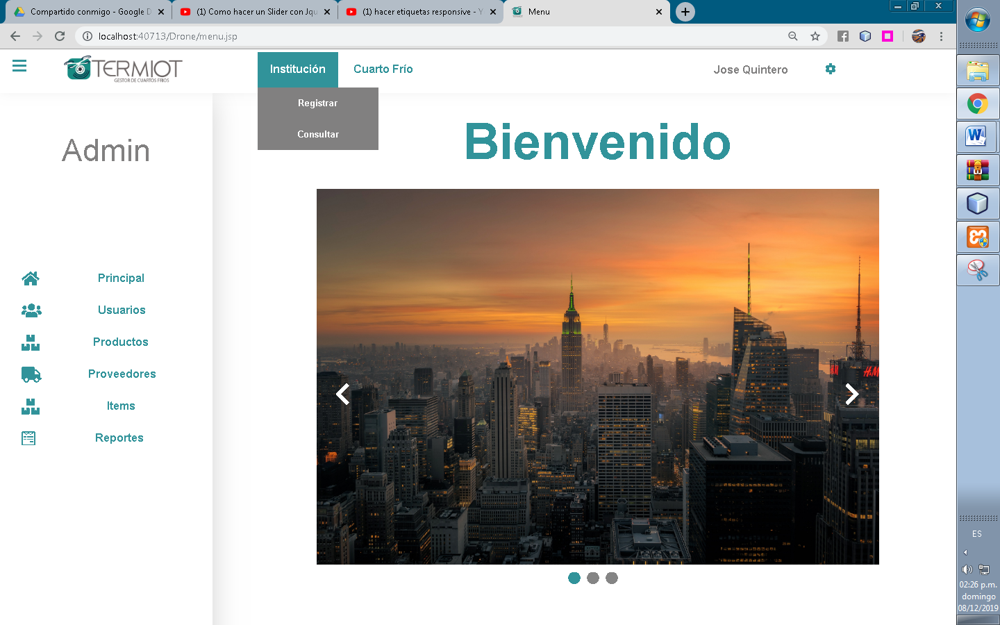 Compartido conmigo - Google D
(1) Como hacer un Slider con Jqu
(1) hacer etiquetas responsive - Y
Menu
localhost:40713/Drone/menu.jsp
TERMIOT
GESTOR DE CUARTOS FRIOS
Institución
Cuarto Frío
Jose Quintero
Registrar
Consultar
Admin
Bienvenido
Principal
Usuarios
Productos
Proveedores
Items
Reportes
H&M
ES
02:26 p.m.
domingo
08/12/2019